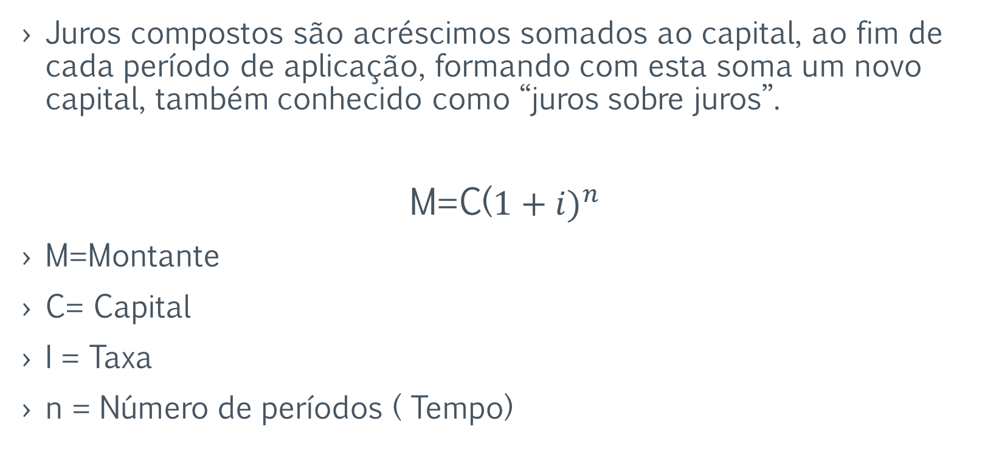 › Juros compostos são acréscimos somados ao capital, ao fim de
cada período de aplicação, formando com esta soma um novo
capital, também conhecido como “juros sobre juros”.
M=C(1 + i)ⁿ
› M=Montante
› C= Capital
› I = Taxa
› n = Número de períodos ( Tempo)